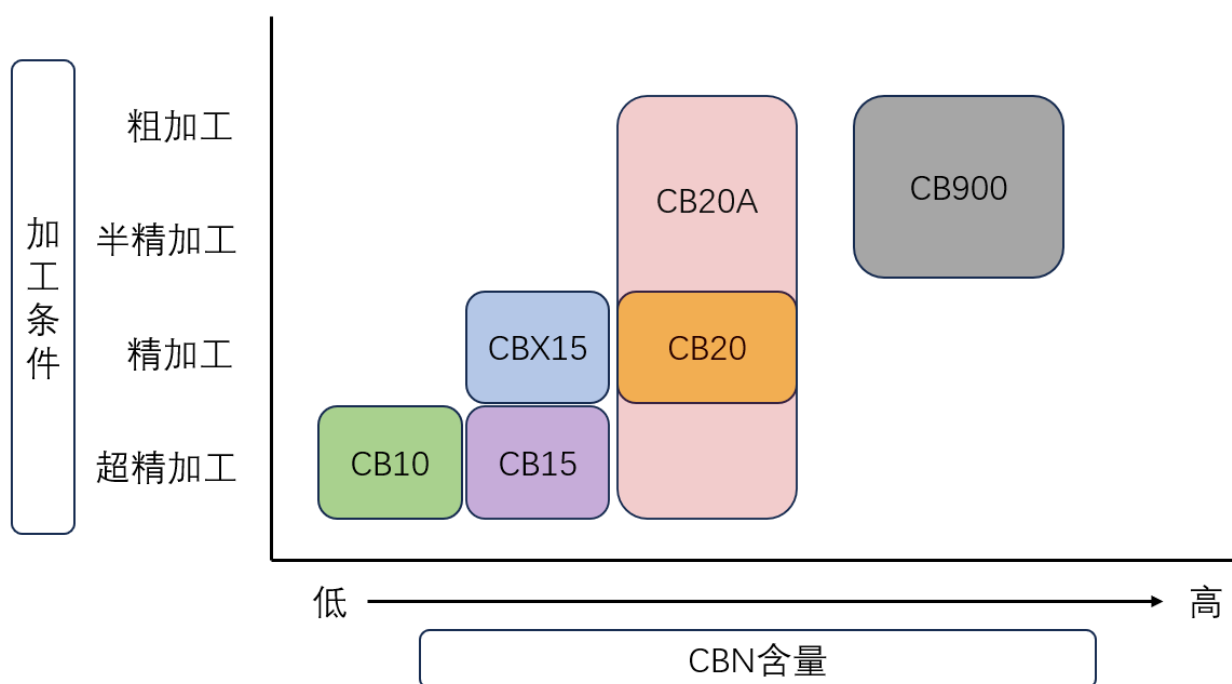 加工条件
粗加工
半精加工
精加工
超精加工
CB20A
CB900
CBX15
CB20
CB10
CB15
低
高
CBN含量